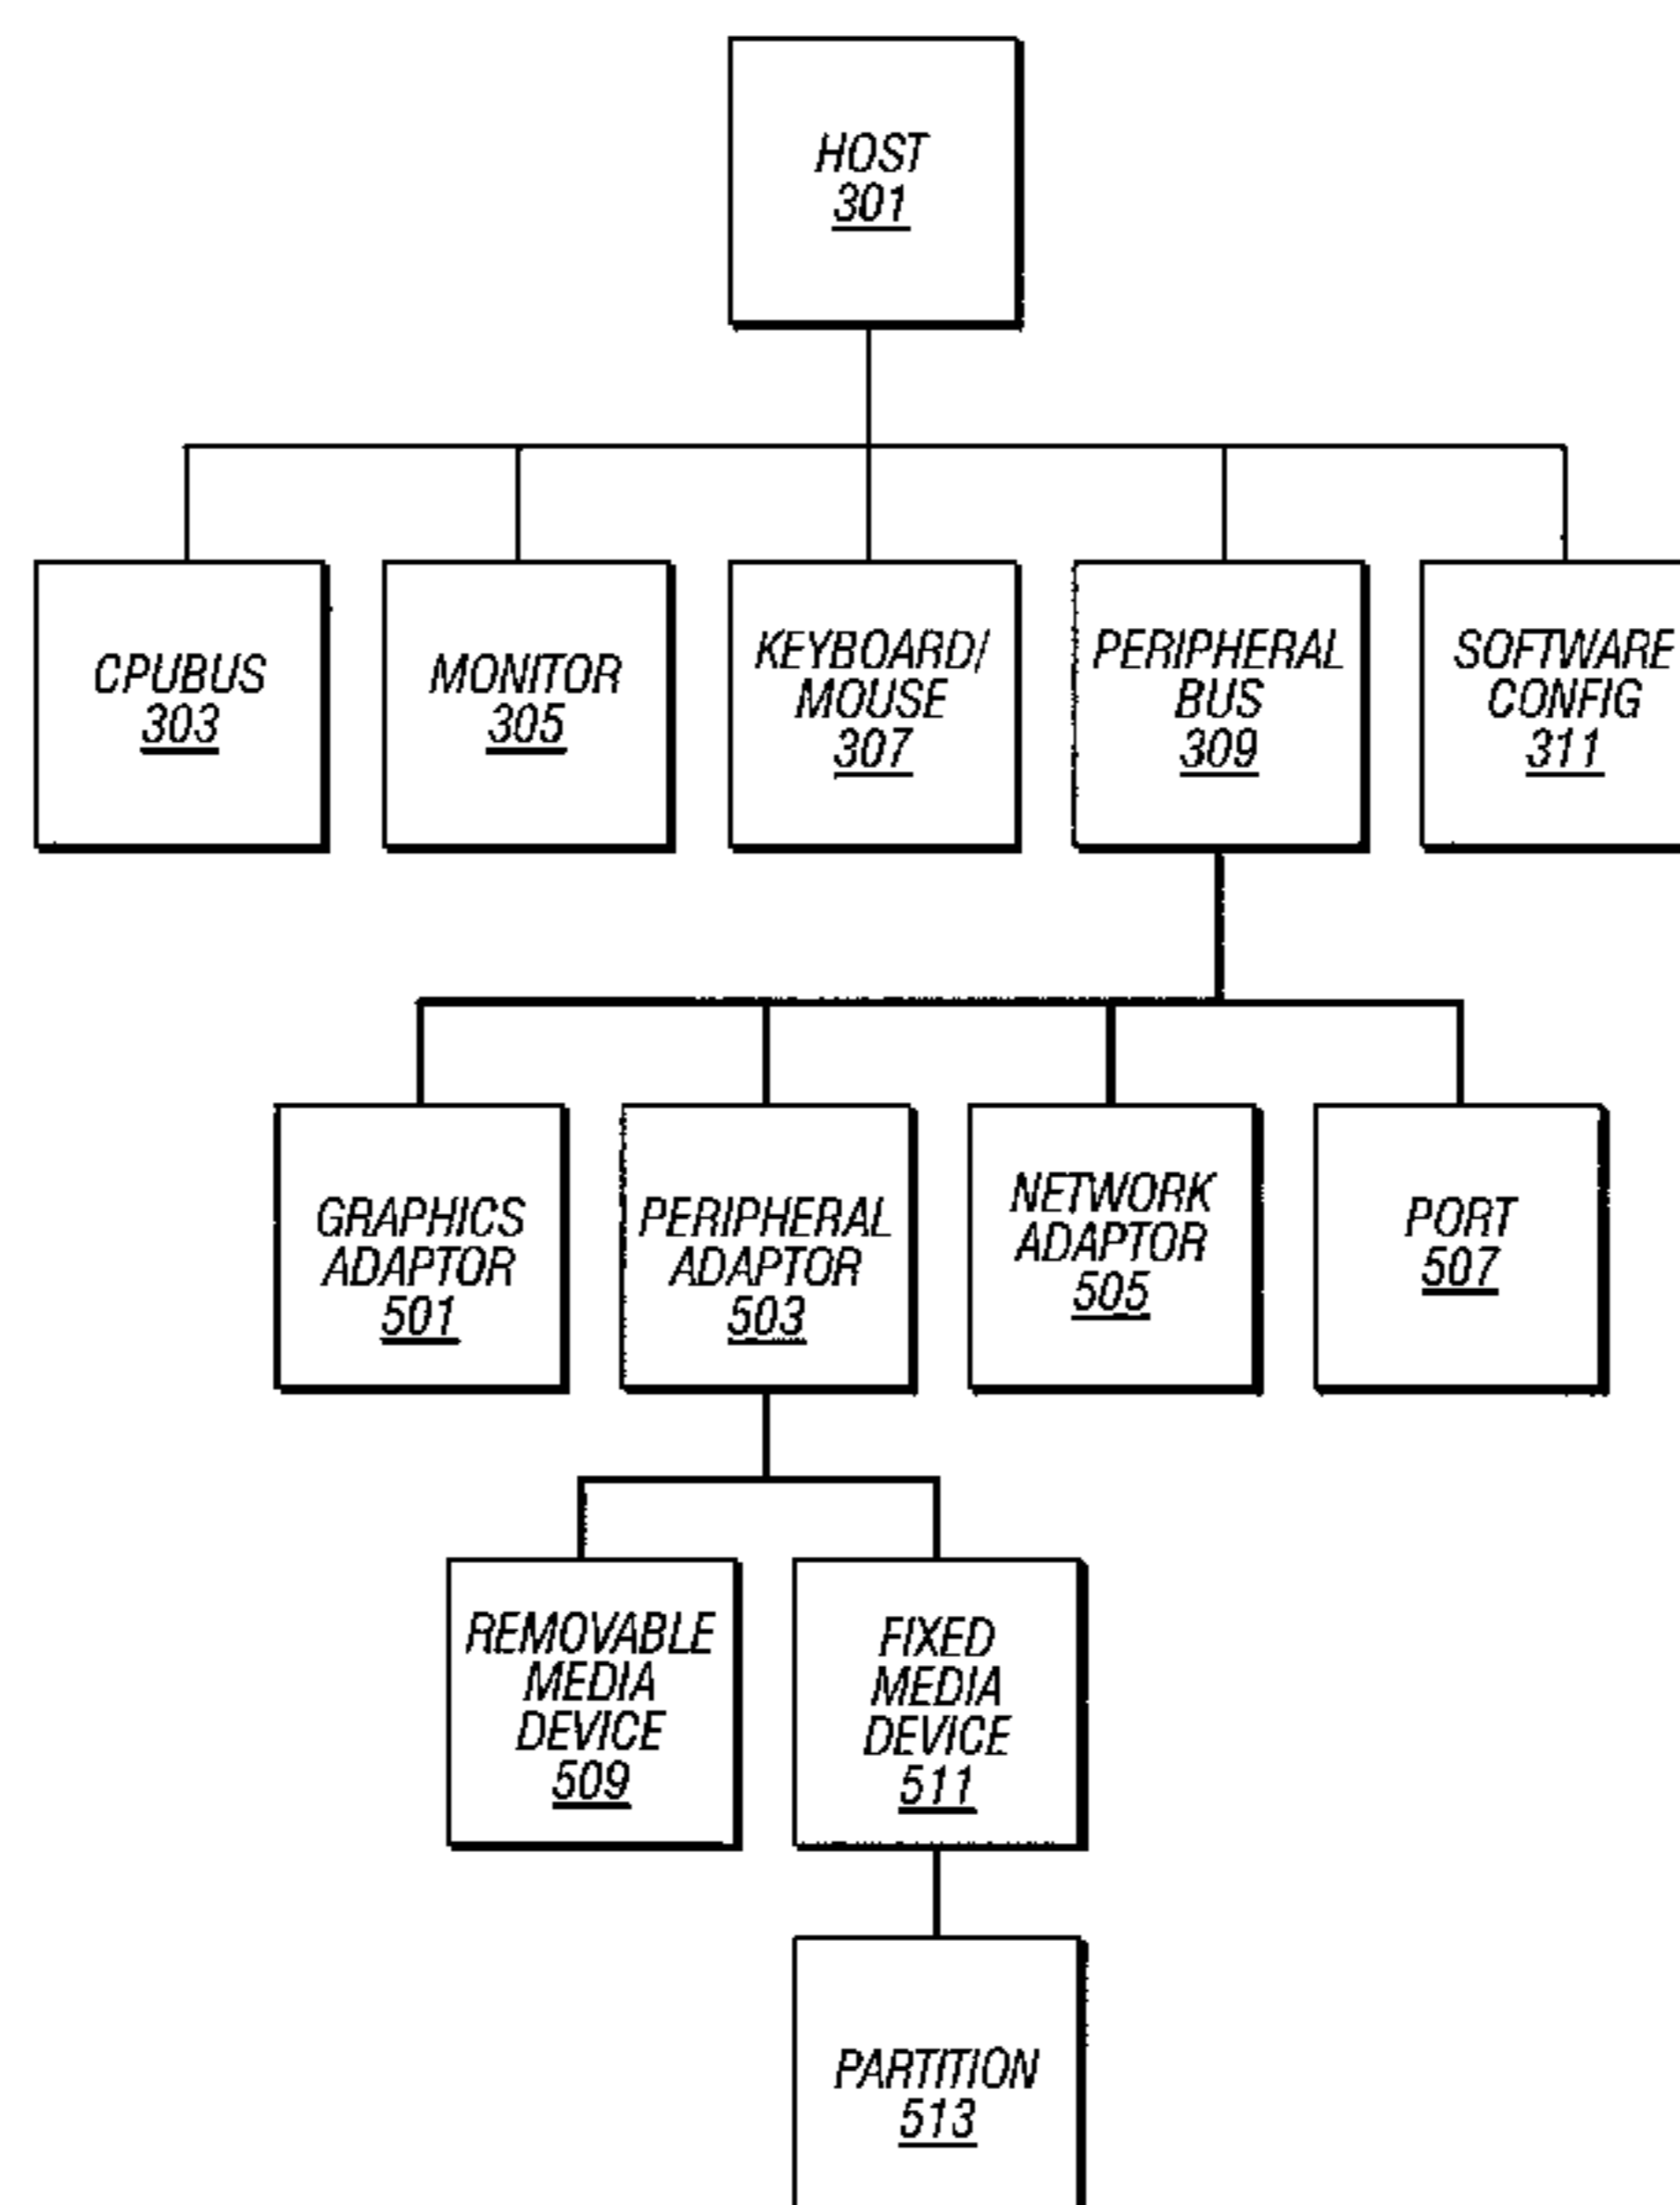 HOST
301
CPUBUS
303
MONITOR
305
KEYBOARD/
MOUSE
307
PERIPHERAL
BUS
309
SOFTWARE
CONFIG
311
GRAPHICS
ADAPTOR
501
PERIPHERAL
ADAPTOR
503
NETWORK
ADAPTOR
505
PORT
507
REMOVABLE
MEDIA
DEVICE
509
FIXED
MEDIA
DEVICE
511
PARTITION
513